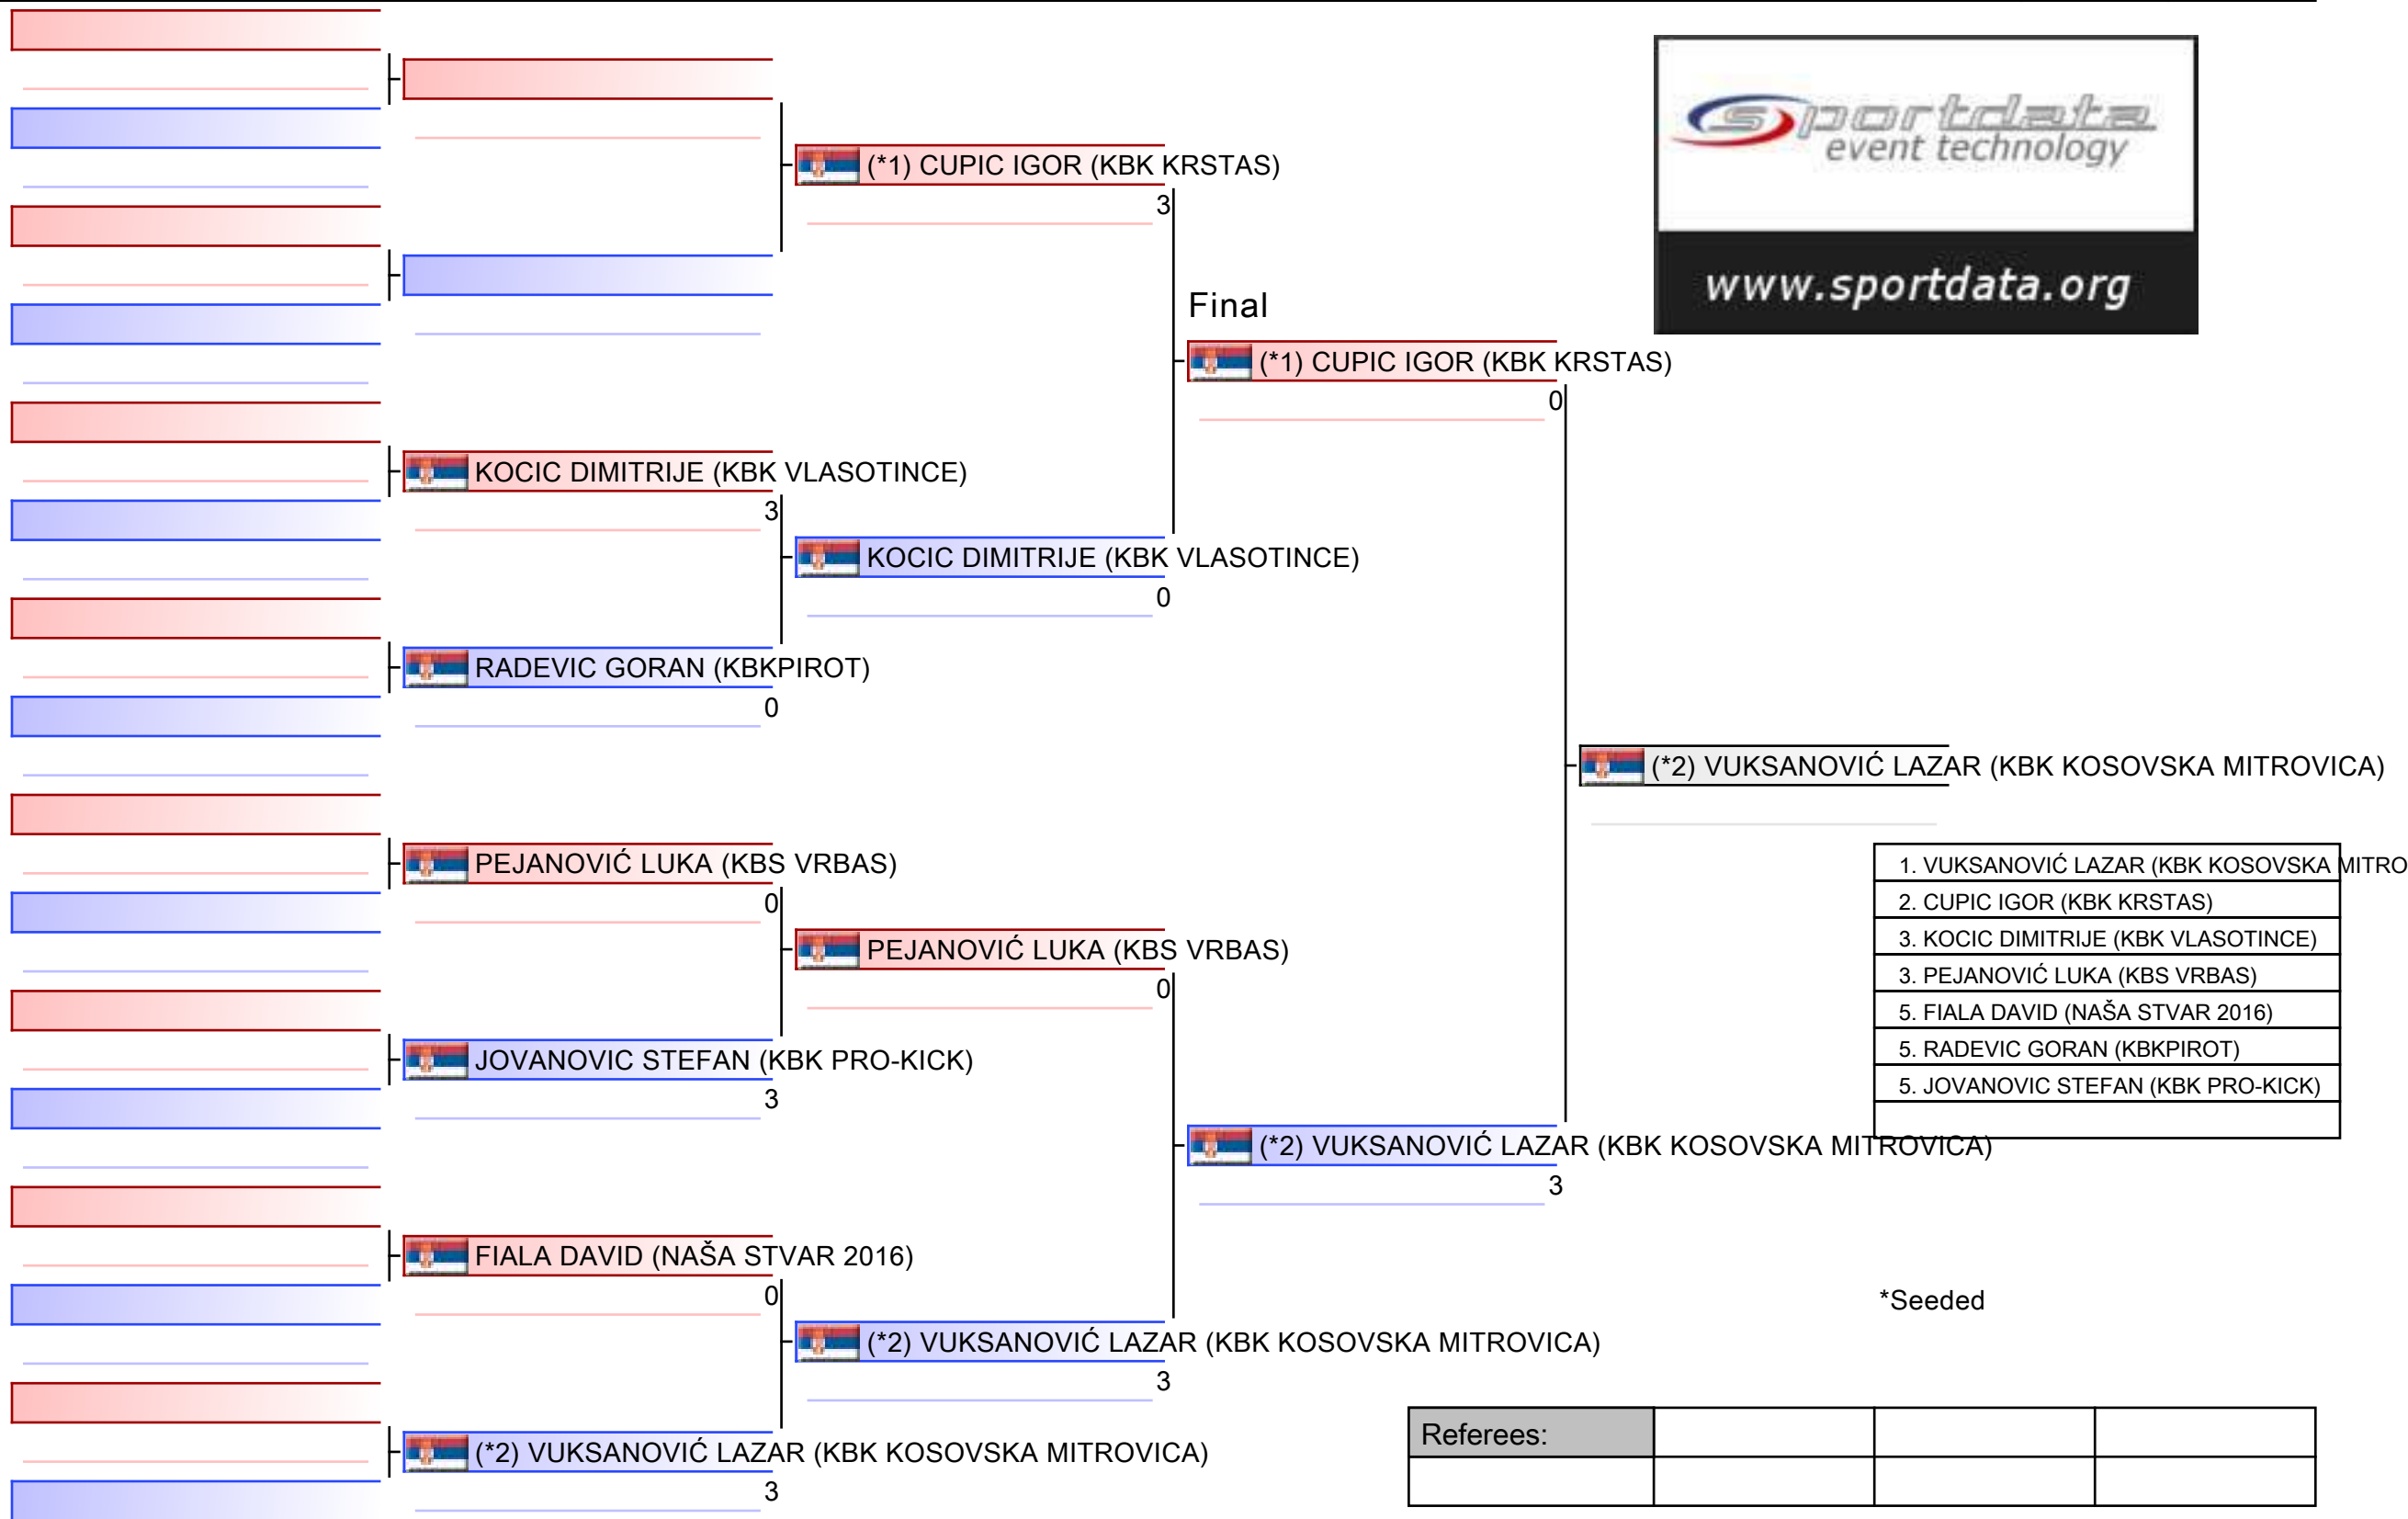 sportdata
event technology
www.sportdata.org
(*1) CUPIC IGOR (KBK KRSTAS)
3
Final
(*1) CUPIC IGOR (KBK KRSTAS)
0
KOCIC DIMITRIJE (KBK VLASOTINCE)
3
KOCIC DIMITRIJE (KBK VLASOTINCE)
0
RADEVIC GORAN (KBKPIROT)
0
(*2) VUKSANOVIĆ LAZAR (KBK KOSOVSKA MITROVICA)
PEJANOVIĆ LUKA (KBS VRBAS)
0
PEJANOVIĆ LUKA (KBS VRBAS)
0
JOVANOVIC STEFAN (KBK PRO-KICK)
3
(*2) VUKSANOVIĆ LAZAR (KBK KOSOVSKA MITROVICA)
3
1. VUKSANOVIĆ LAZAR (KBK KOSOVSKA MITRO
2. CUPIC IGOR (KBK KRSTAS)
3. KOCIC DIMITRIJE (KBK VLASOTINCE)
3. PEJANOVIĆ LUKA (KBS VRBAS)
5. FIALA DAVID (NAŠA STVAR 2016)
5. RADEVIC GORAN (KBKPIROT)
5. JOVANOVIC STEFAN (KBK PRO-KICK)
FIALA DAVID (NAŠA STVAR 2016)
0
(*2) VUKSANOVIĆ LAZAR (KBK KOSOVSKA MITROVICA)
3
(*2) VUKSANOVIĆ LAZAR (KBK KOSOVSKA MITROVICA)
3
*Seeded
Referees: